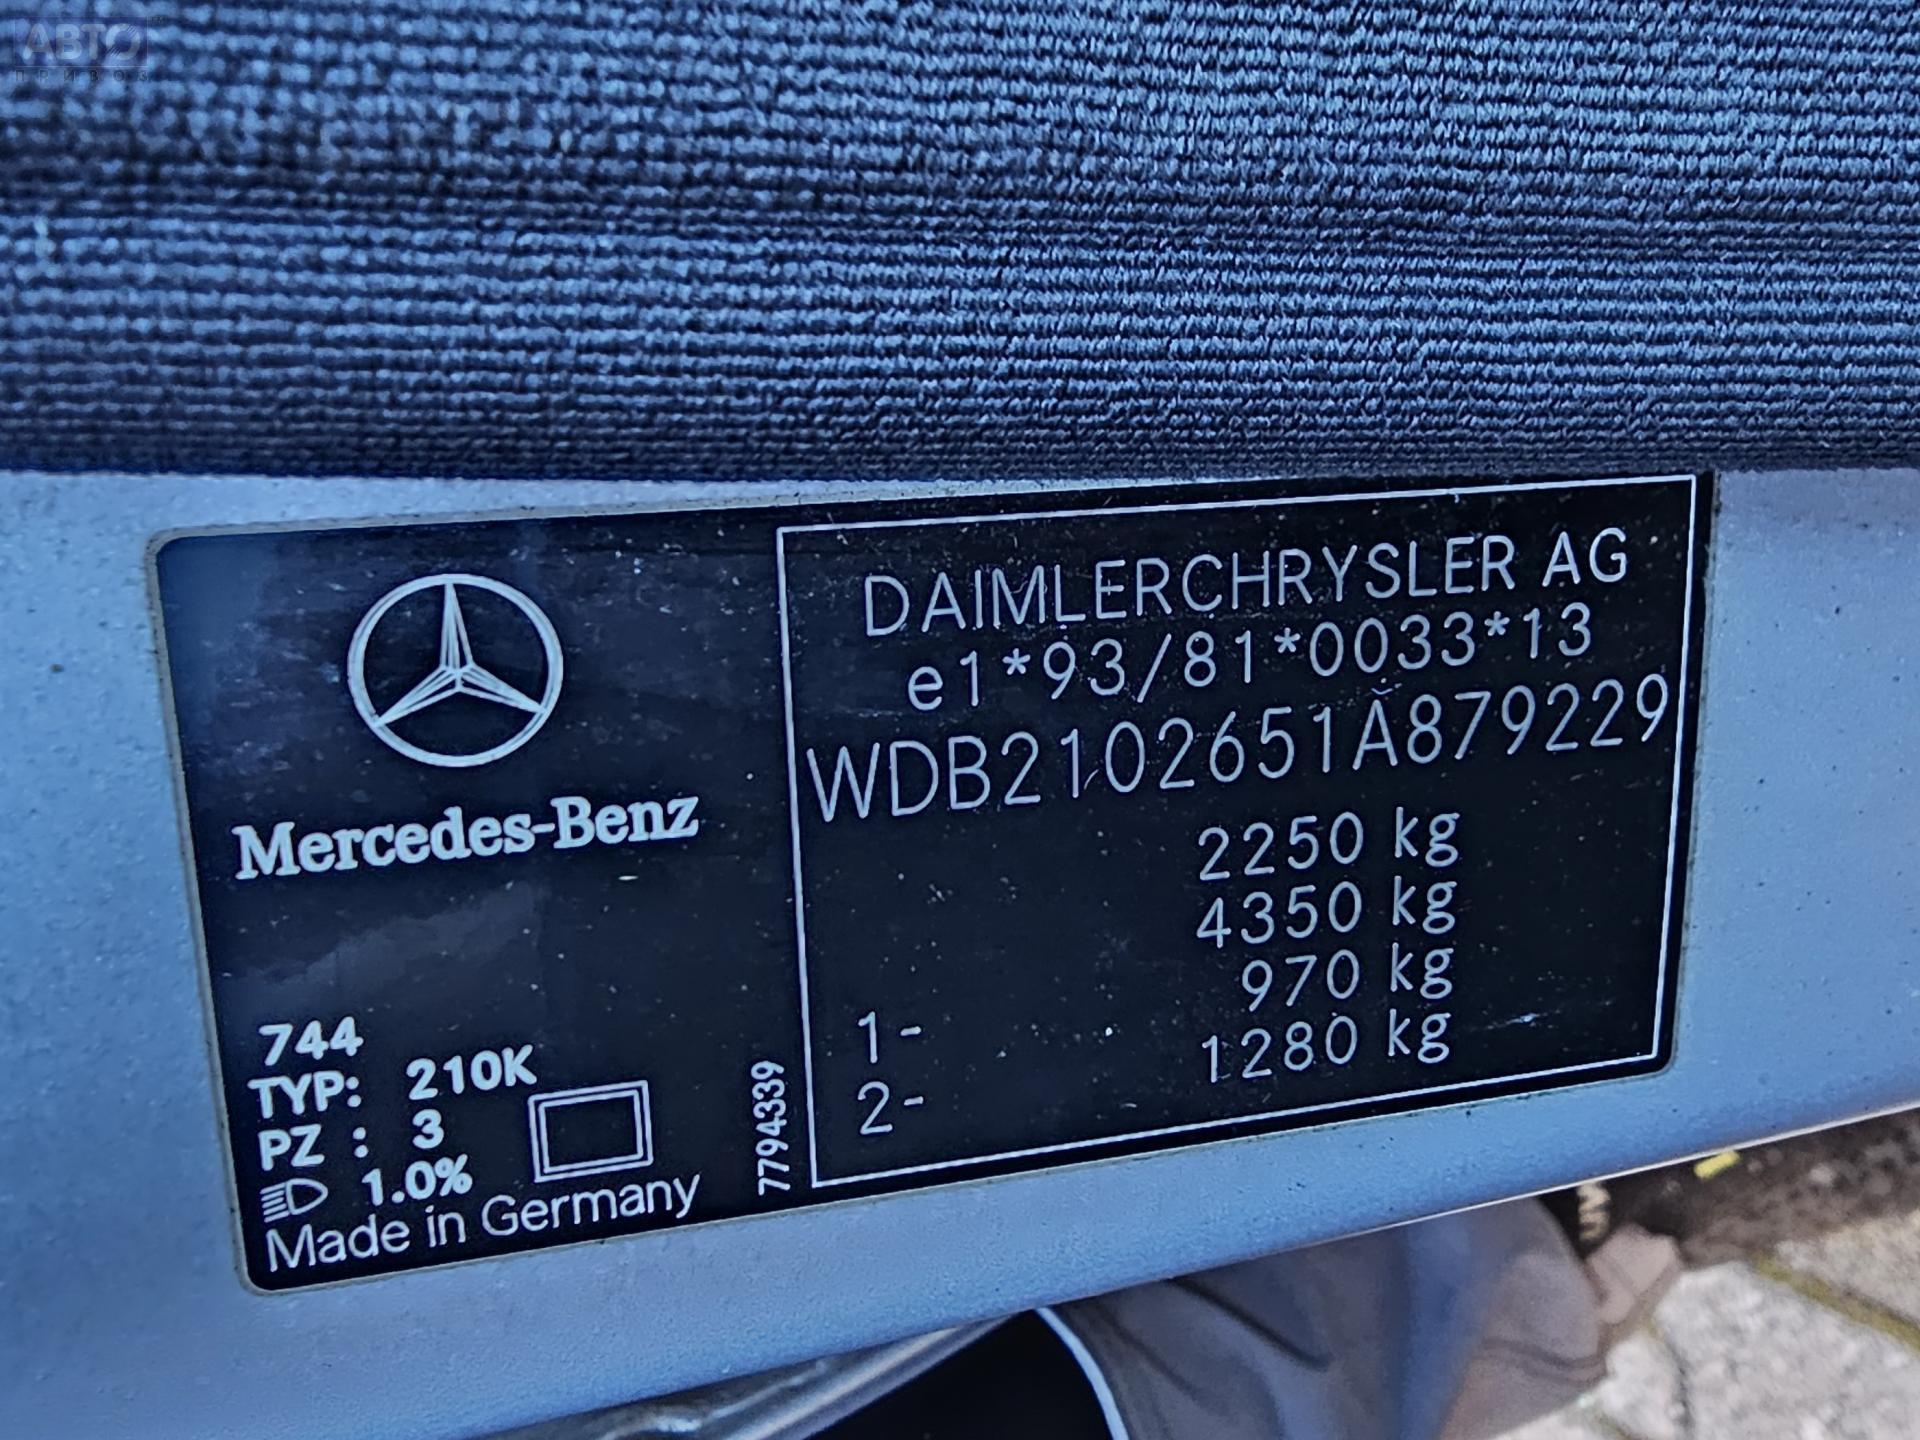 АВТО
ПРИВОЗ
Mercedes-Benz
744
TYP: 210K
PZ : 3
1.0%
Made in Germany
7794339
DAIMLERCHRYSLER AG
e1*93/81*0033*13
WDB2102651A879229
2250 kg
4350 kg
1- 970 kg
2- 1280 kg